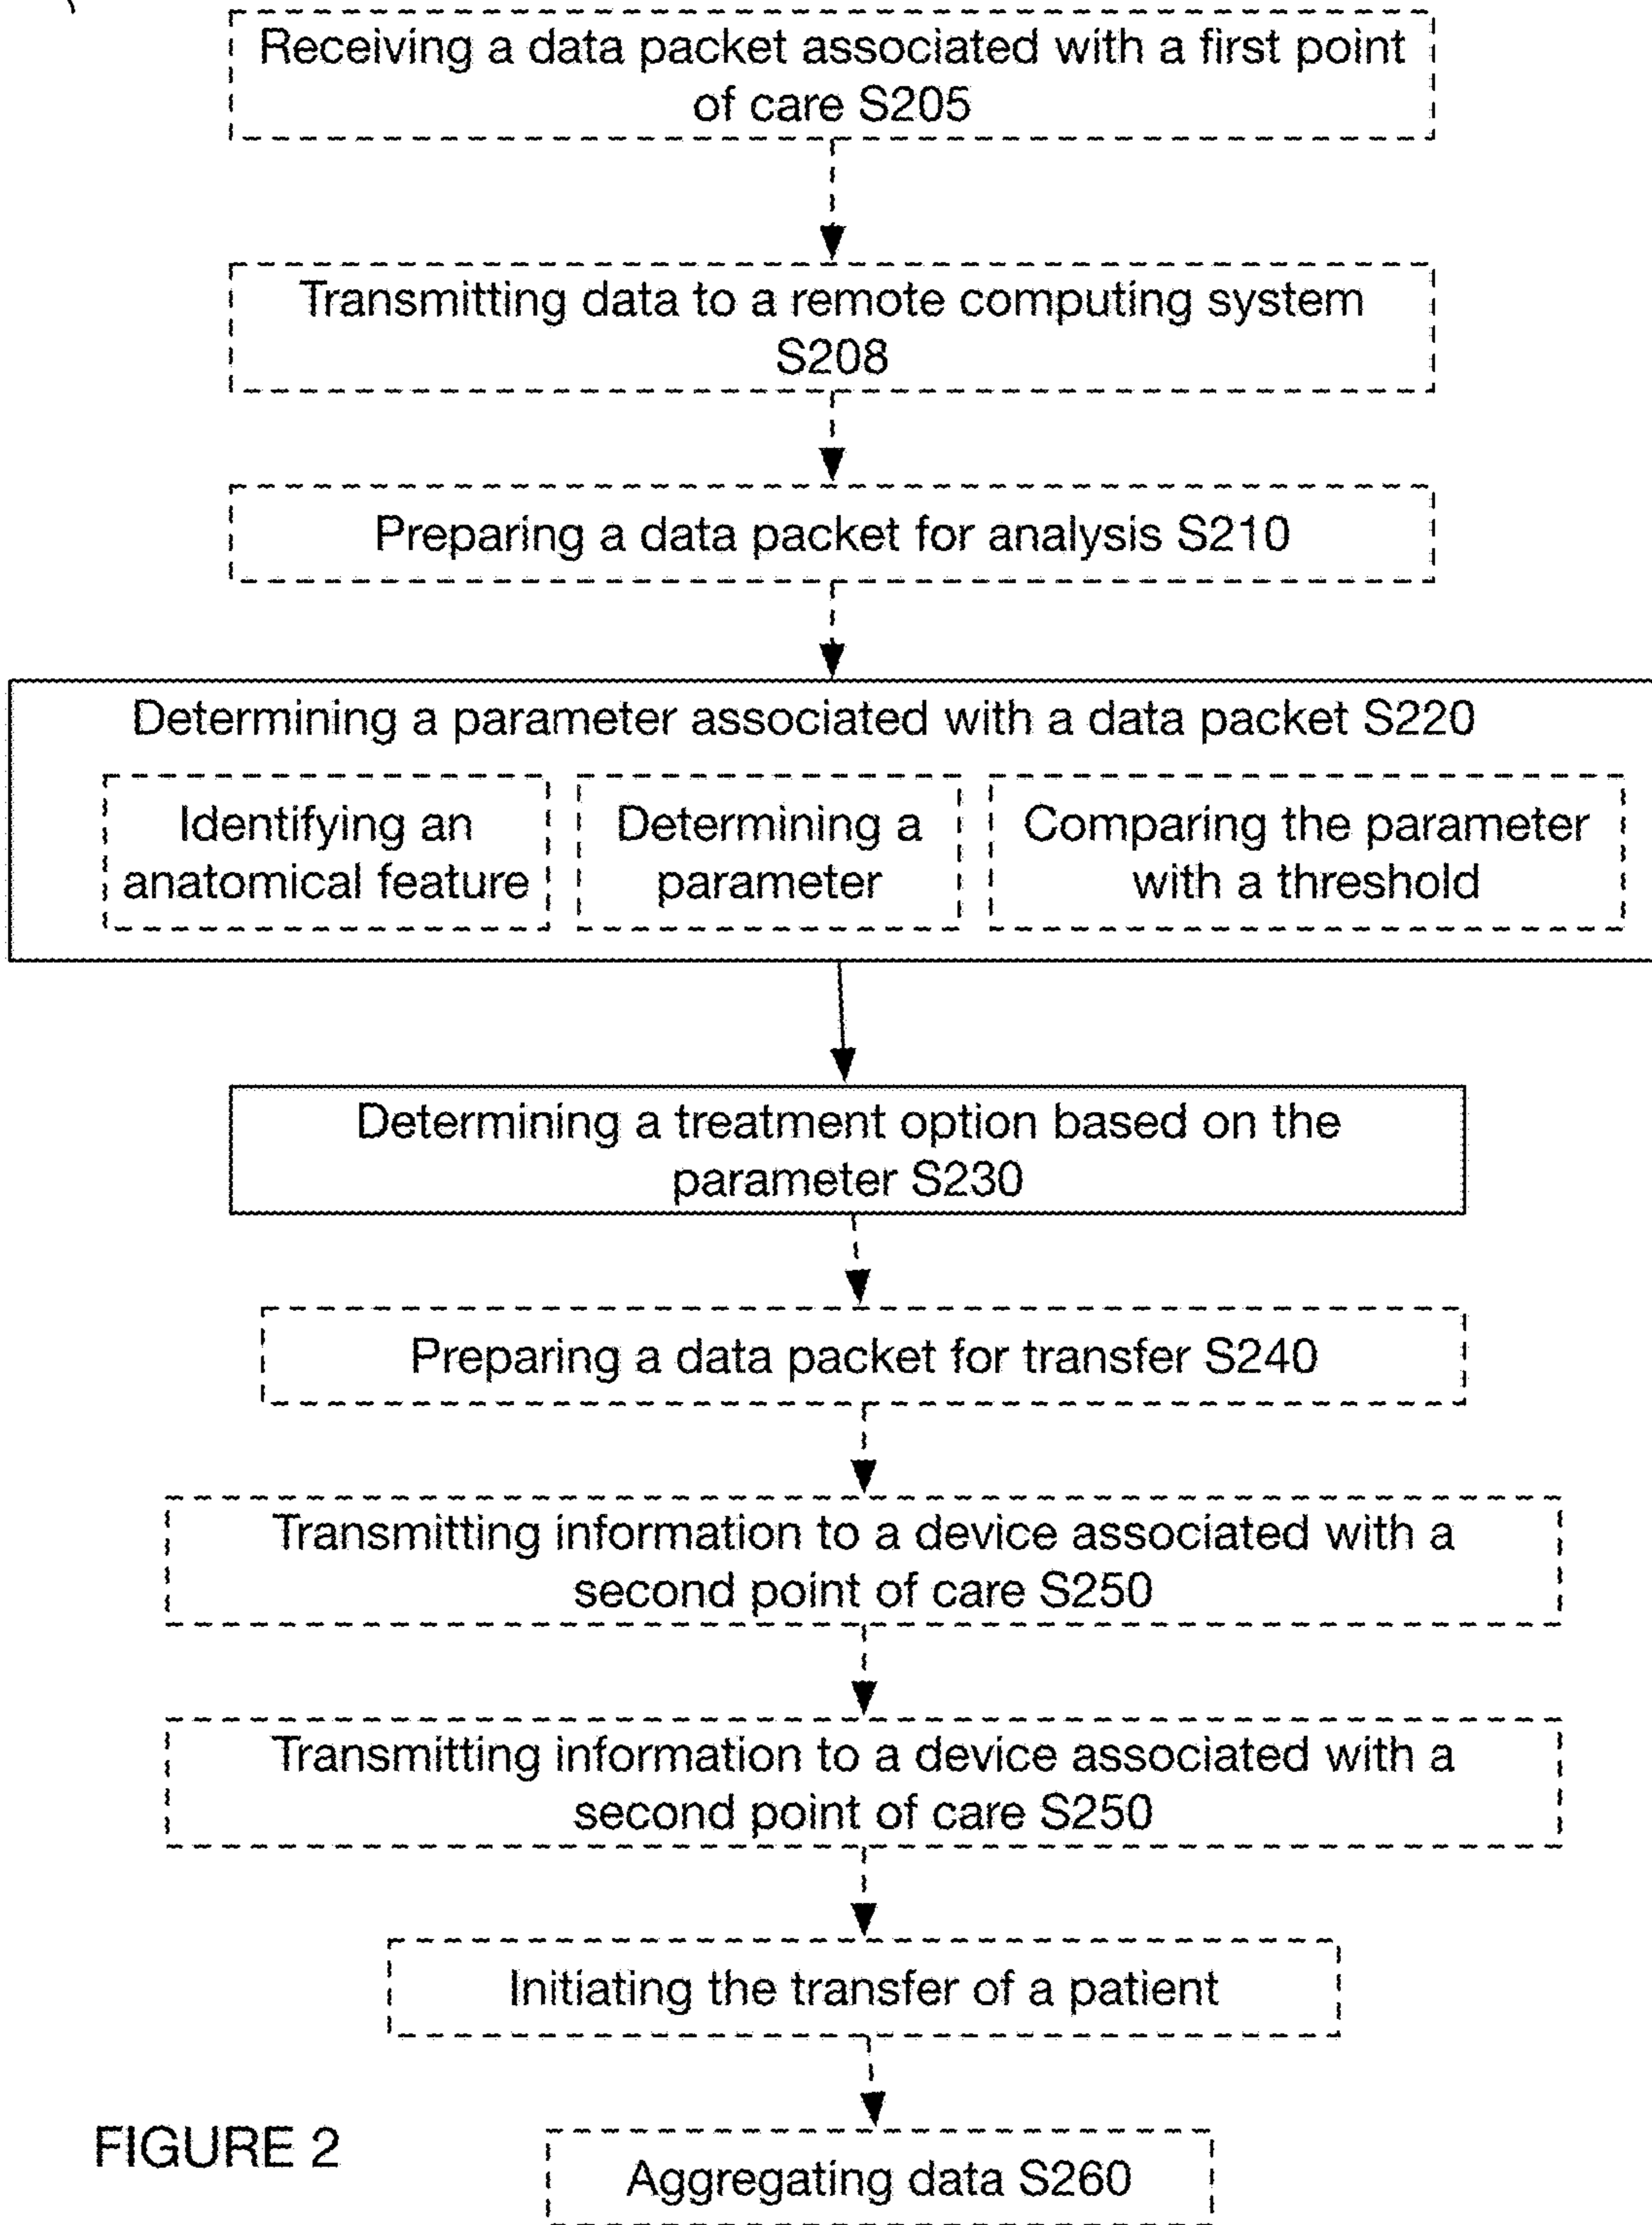 Receiving a data packet associated with a first point
of care S205
Transmitting data to a remote computing system
S208
Preparing a data packet for analysis S210
Determining a parameter associated with a data packet S220
Identifying an
anatomical feature
Determining a
parameter
Comparing the parameter
with a threshold
Determining a treatment option based on the
parameter S230
Preparing a data packet for transfer S240
Transmitting information to a device associated with a
second point of care S250
Transmitting information to a device associated with a
second point of care S250
Initiating the transfer of a patient
FIGURE 2
Aggregating data S260